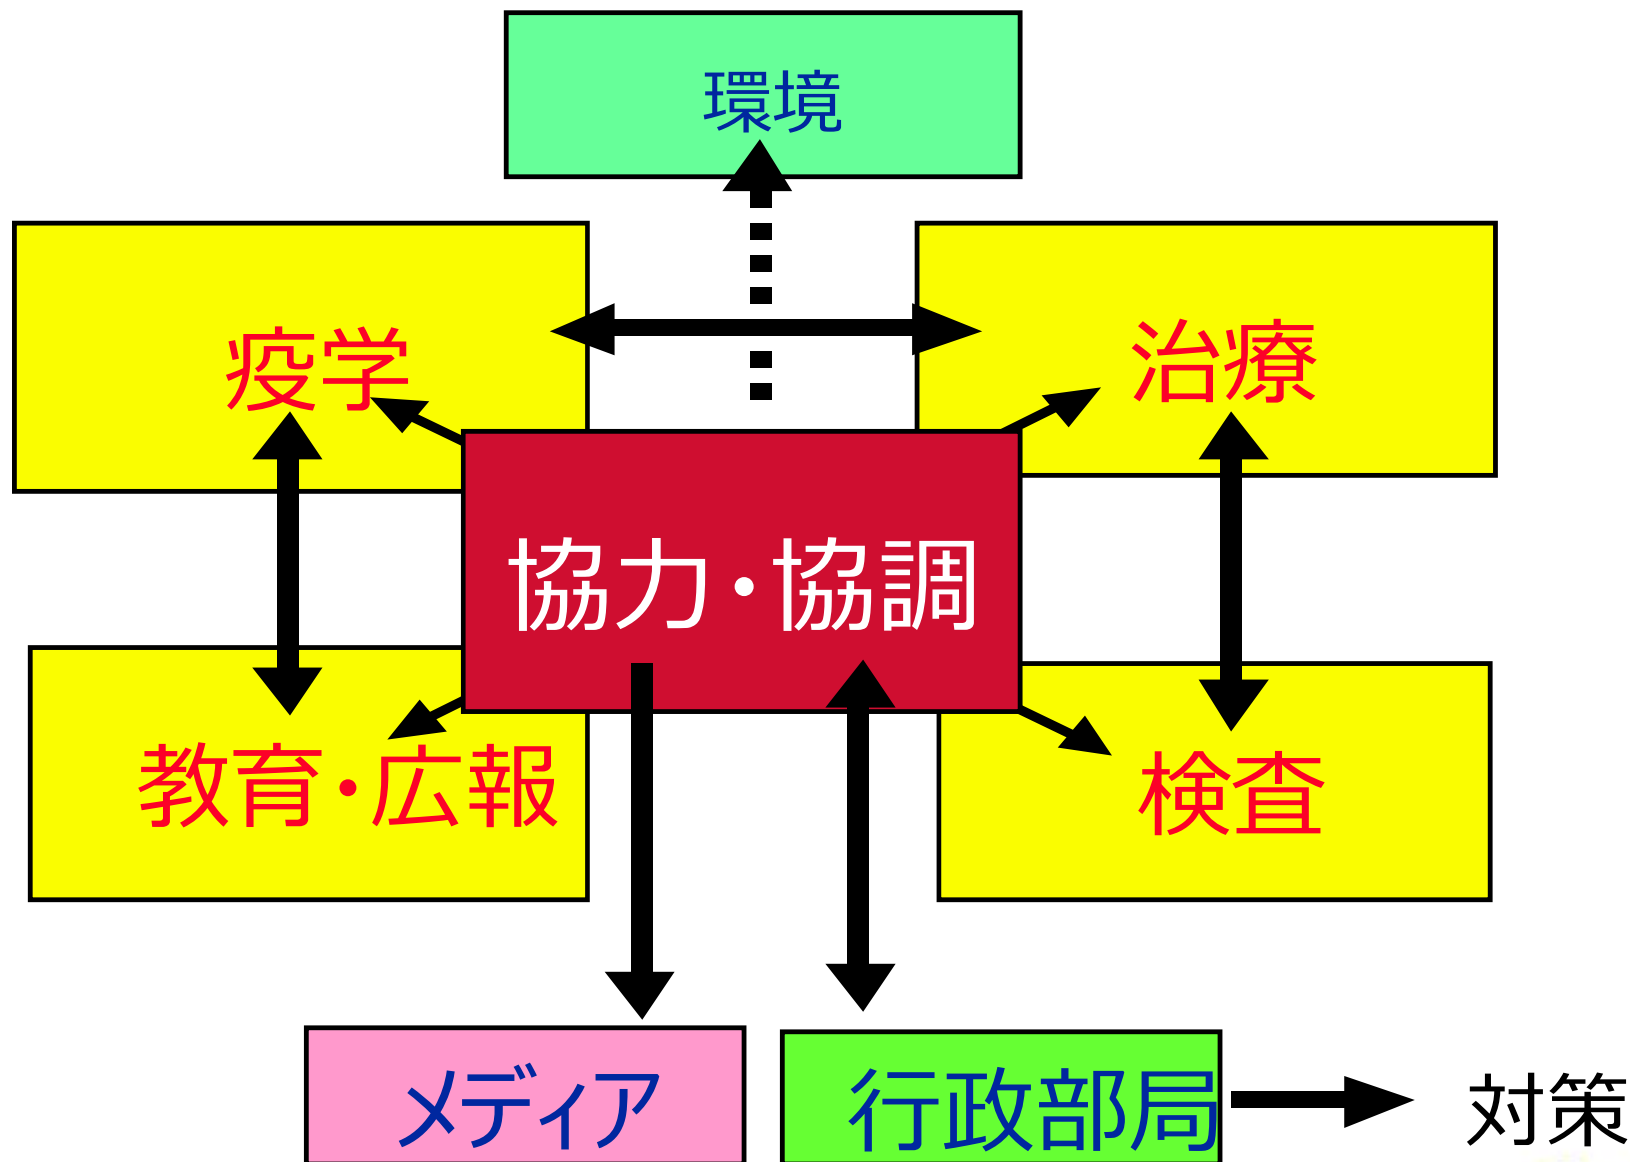 環境
疫学
治療
協力・協調
教育・広報
検査
メディア
行政部局
対策